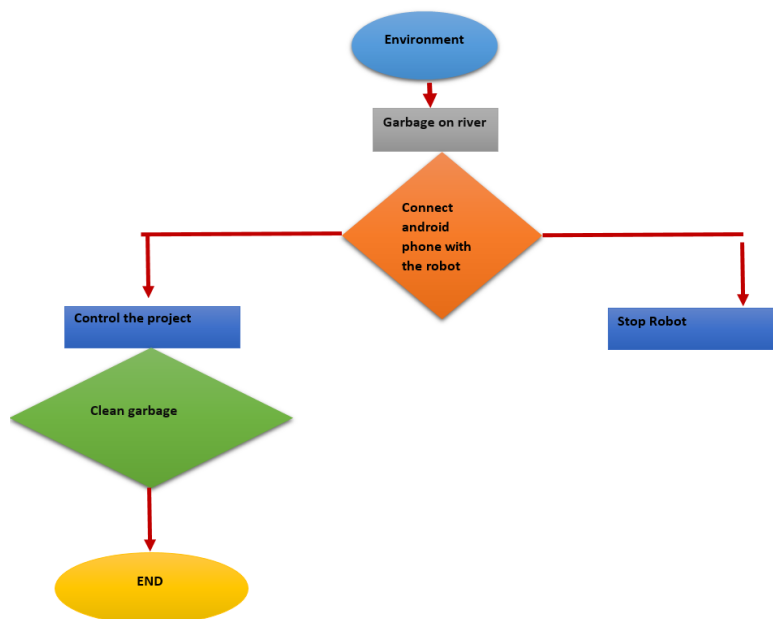 Environment
Garbage on river
Connect
android
phone with
the robot
Control the project
Stop Robot
Clean garbage
END